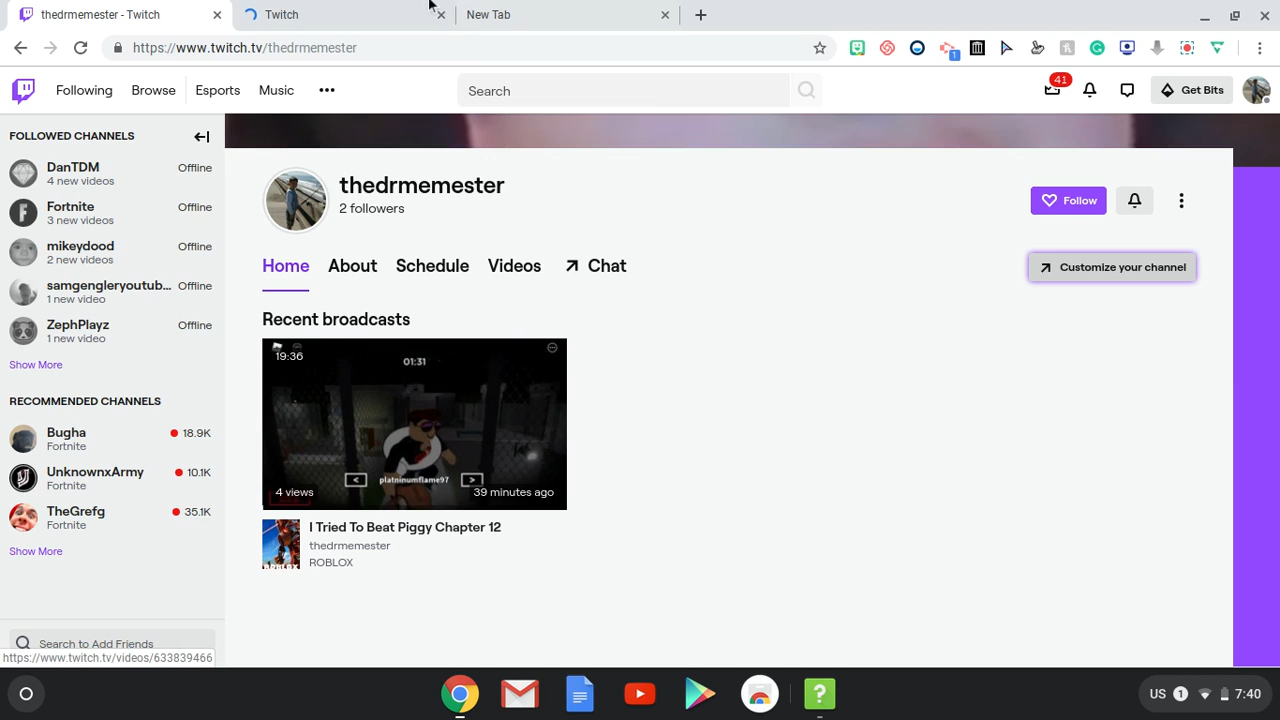 thedrmemester - Twitch
Twitch
New Tab
https://www.twitch.tv/thedrmemester
1
Following
Browse
Esports
Music
Search
41
Get Bits
FOLLOWED CHANNELS
DanTDM
Offline
4 new videos
Fortnite
Offline
3 new videos
mikeydood
Offline
2 new videos
samgengleryoutub...
Offline
1 new video
ZephPlayz
Offline
1 new video
Show More
RECOMMENDED CHANNELS
Bugha
18.9K
Fortnite
UnknownxArmy
10.1K
Fortnite
TheGrefg
35.1K
Fortnite
Show More
Search to Add Friends
https://www.twitch.tv/videos/633839466
thedrmemester
2 followers
Follow
Home
About
Schedule
Videos
Chat
Customize your channel
Recent broadcasts
19:36
01:31
< platninumflame97 >
4 views
39 minutes ago
I Tried To Beat Piggy Chapter 12
thedrmemester
ROBLOX
ROBLOX
US
1
7:40